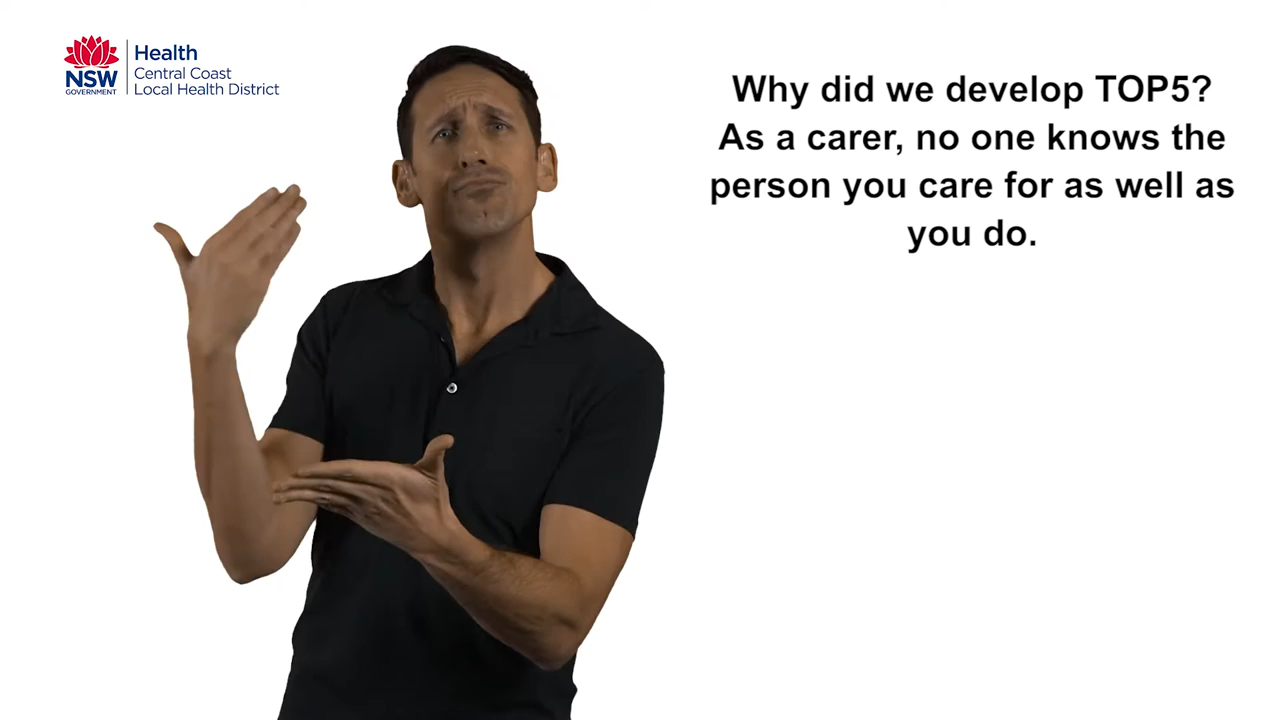 Health
Central Coast
Local Health District
NSW
GOVERNMENT
Why did we develop TOP5?
As a carer, no one knows the
person you care for as well as
you do.